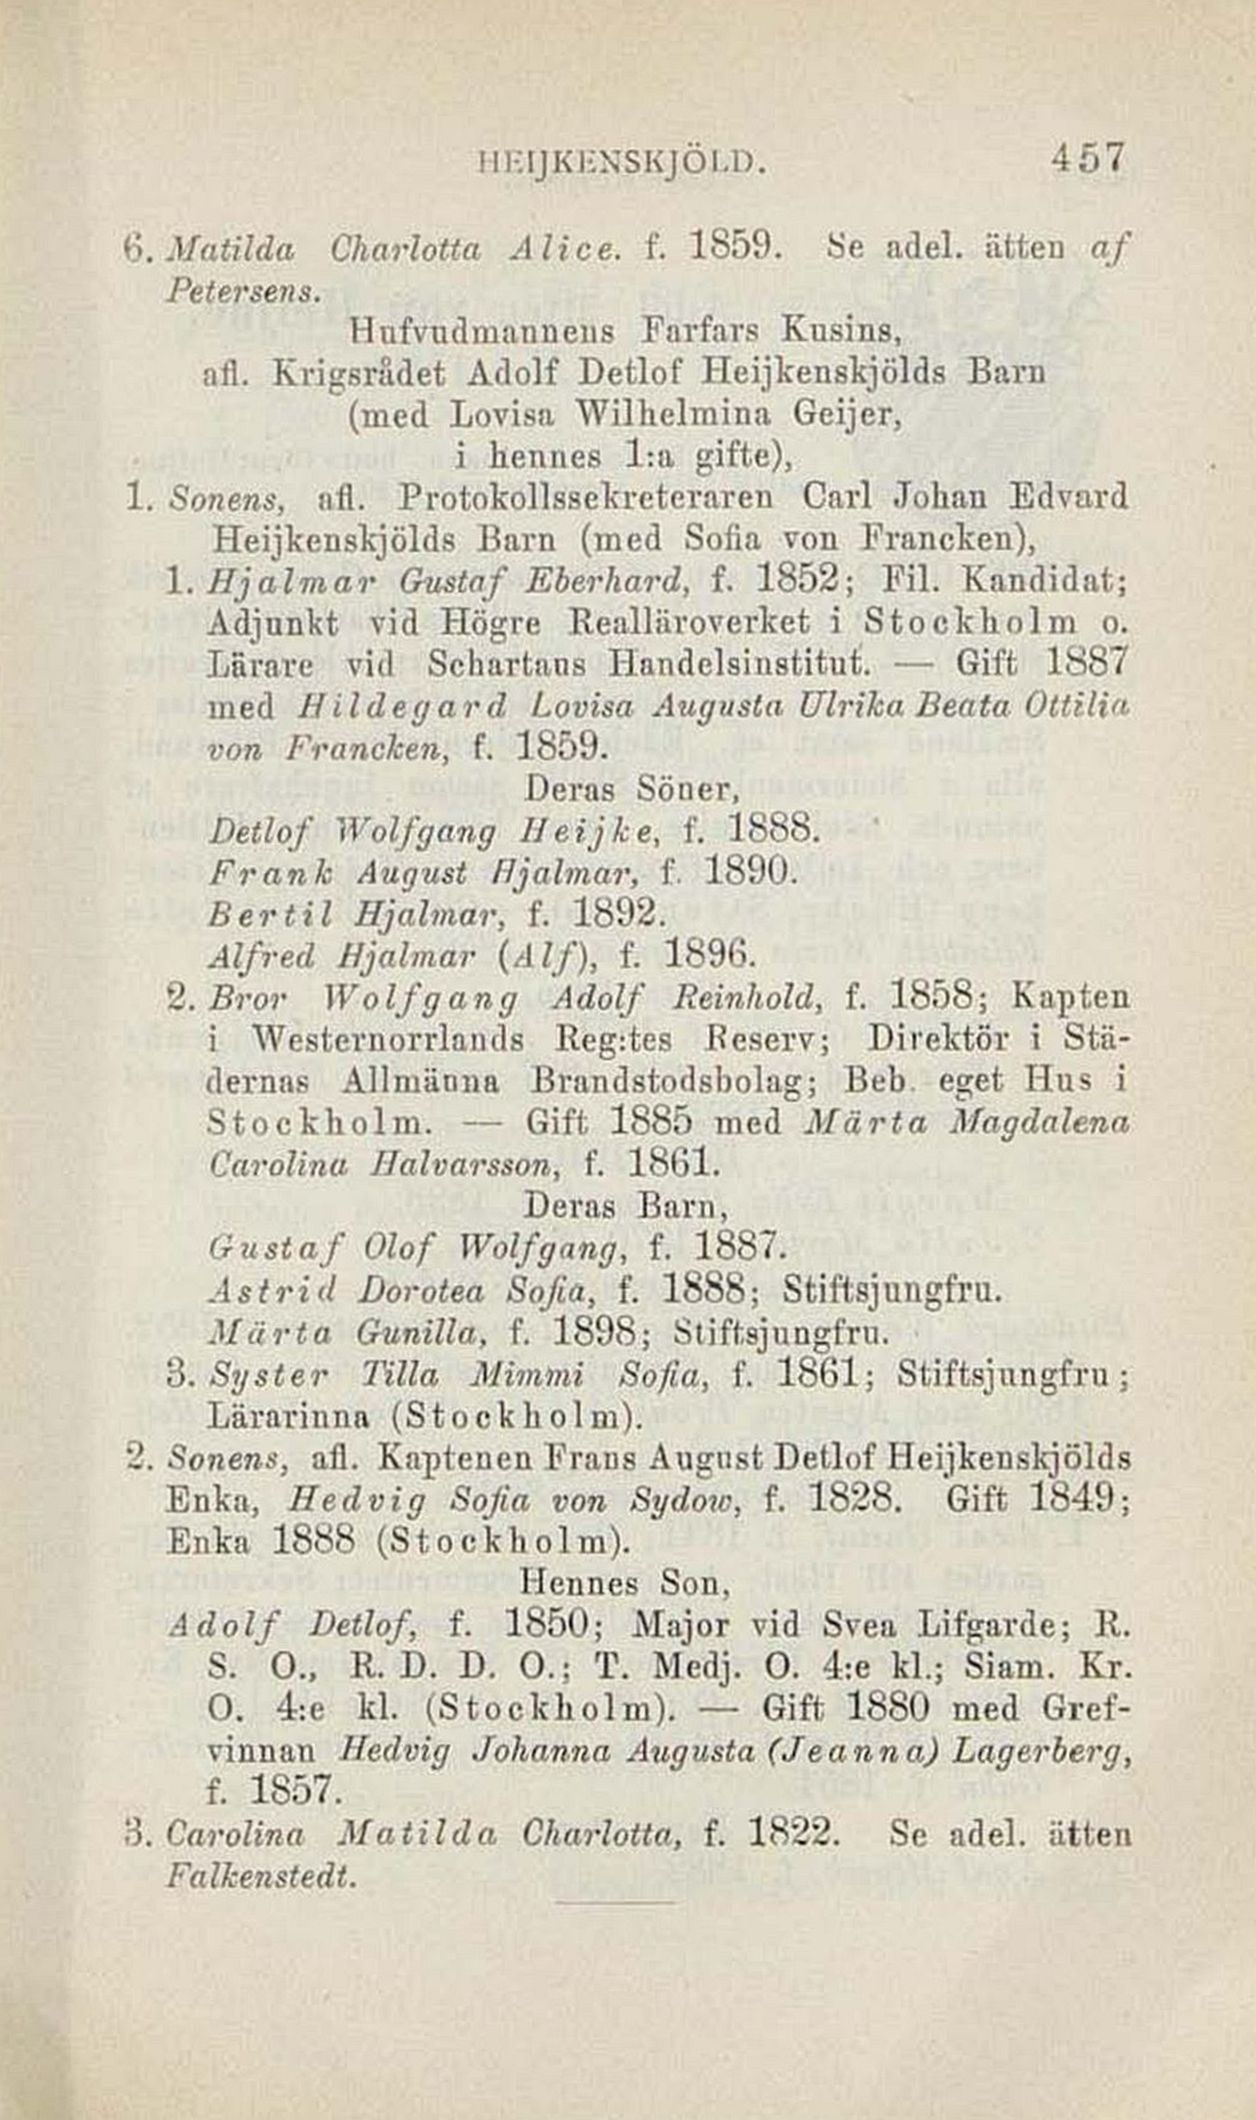 HEIJKENSKJÖLD. 457
6. Matilda Charlotta Alice. f. 1859. Se adel. ätten af
Petersens.
Hufvudmannens Farfars Kusins,
afl. Krigsrådet Adolf Detlof Heijkenskjölds Barn
(med Lovisa Wilhelmina Geijer,
i hennes 1:a gifte),
1. Sonens, afl. Protokollssekreteraren Carl Johan Edvard
Heijkenskjölds Barn (med Sofia von Francken),
1. Hjalmar Gustaf Eberhard, f. 1852; Fil. Kandidat;
Adjunkt vid Högre Realläroverket i Stockholm o.
Lärare vid Schartaus Handelsinstitut. — Gift 1887
med Hildegard Lovisa Augusta Ulrika Beata Ottilia
von Francken, f. 1859.
Deras Söner,
Detlof Wolfgang Heijke, f. 1888.
Frank August Hjalmar, f. 1890.
Bertil Hjalmar, f. 1892.
Alfred Hjalmar (Alf), f. 1896.
2. Bror Wolfgang Adolf Reinhold, f. 1858; Kapten
i Westernorrlands Reg:tes Reserv; Direktör i Stä-
dernas Allmänna Brandstodsbolag; Beb. eget Hus i
Stockholm. — Gift 1885 med Märta Magdalena
Carolina Halvarsson, f. 1861.
Deras Barn,
Gustaf Olof Wolfgang, f. 1887.
Astrid Dorotea Sofia, f. 1888; Stiftsjungfru.
Märta Gunilla, f. 1898; Stiftsjungfru.
3. Syster Tilla Mimmi Sofia, f. 1861; Stiftsjungfru;
Lärarinna (Stockholm).
2. Sonens, afl. Kaptenen Frans August Detlof Heijkenskjölds
Enka, Hedvig Sofia von Sydow, f. 1828. Gift 1849;
Enka 1888 (Stockholm).
Hennes Son,
Adolf Detlof, f. 1850; Major vid Svea Lifgarde; R.
S. O., R. D. D. O.; T. Medj. O. 4:e kl.; Siam. Kr.
O. 4:e kl. (Stockholm). — Gift 1880 med Gref-
vinnan Hedvig Johanna Augusta (Jeanna) Lagerberg,
f. 1857.
3. Carolina Matilda Charlotta, f. 1822. Se adel. ätten
Falkenstedt.